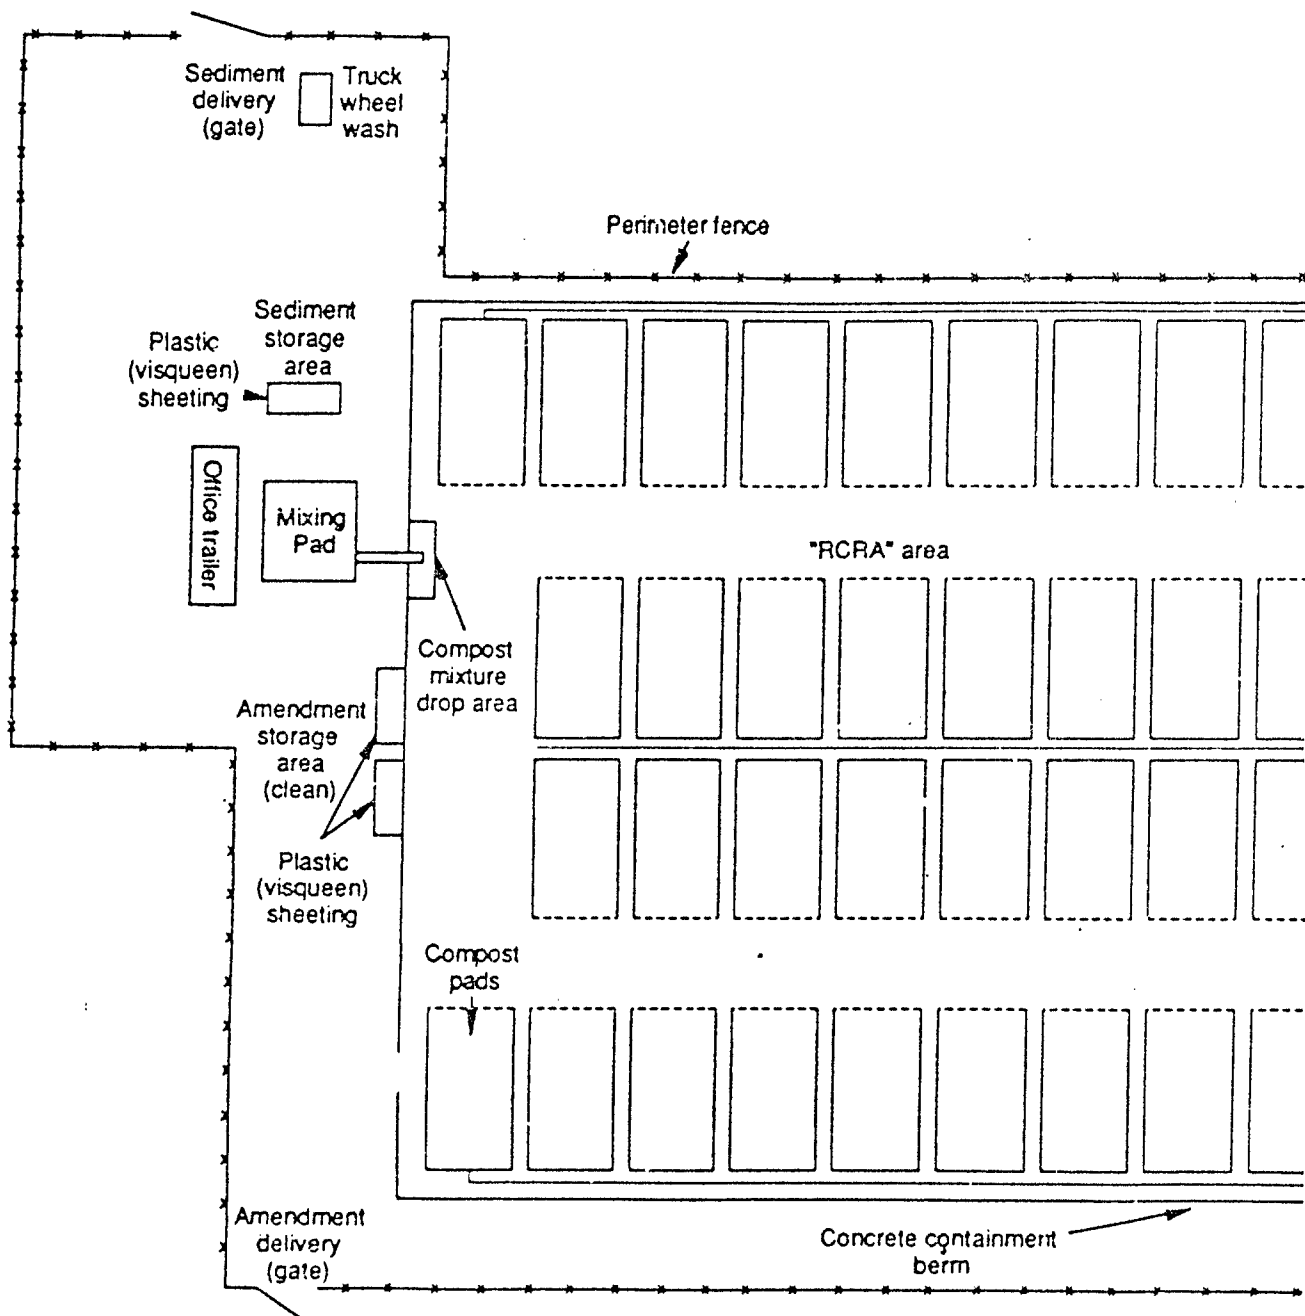 Sediment
delivery
(gate)
Truck
wheel
wash
Perimeter fence
Sediment
storage
area
Plastic
(visqueen)
sheeting
Office trailer
Mixing
Pad
"RCRA" area
Compost
mixture
drop area
Amendment
storage
area
(clean)
Plastic
(visqueen)
sheeting
Compost
pads
Amendment
delivery
(gate)
Concrete containment
berm